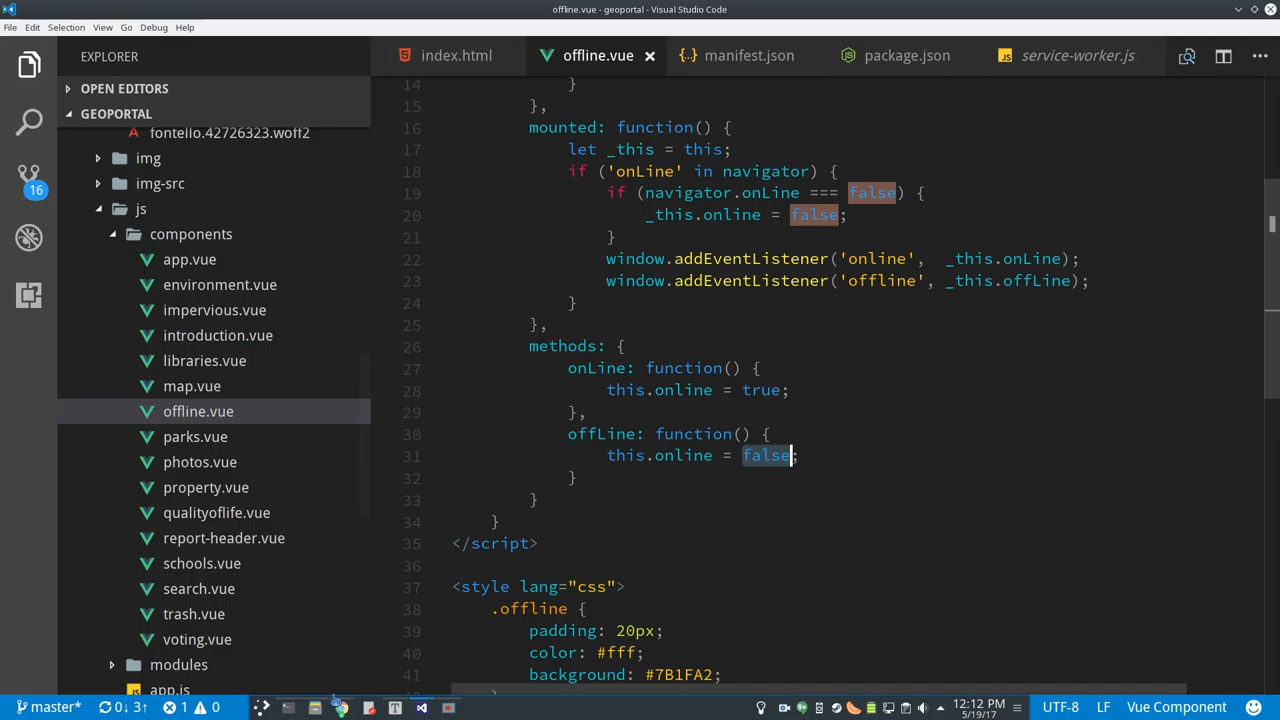 offline.vue - geoportal - Visual Studio Code
File Edit Selection View Go Debug Help
EXPLORER
OPEN EDITORS
GEOPORTAL
fontello.42726323.woff2
img
img-src
js
components
app.vue
environment.vue
impervious.vue
introduction.vue
libraries.vue
map.vue
offline.vue
parks.vue
photos.vue
property.vue
qualityoflife.vue
report-header.vue
schools.vue
search.vue
trash.vue
voting.vue
modules
app.js
16
index.html offline.vue manifest.json package.json service-worker.js
14 }
15 },
16 mounted: function() {
17 let _this = this;
18 if ('onLine' in navigator) {
19 if (navigator.onLine === false) {
20 _this.online = false;
21 }
22 window.addEventListener('online',  _this.onLine);
23 window.addEventListener('offline', _this.offLine);
24 }
25 },
26 methods: {
27 onLine: function() {
28 this.online = true;
29 },
30 offLine: function() {
31 this.online = false;
32 }
33 }
34 }
35 </script>
36
37 <style lang="css">
38 .offline {
39 padding: 20px;
40 color: #fff;
41 background: #7B1FA2;
master* 0↓ 3↑ 1 0 12:12 PM 5/19/17 UTF-8 LF Vue Component